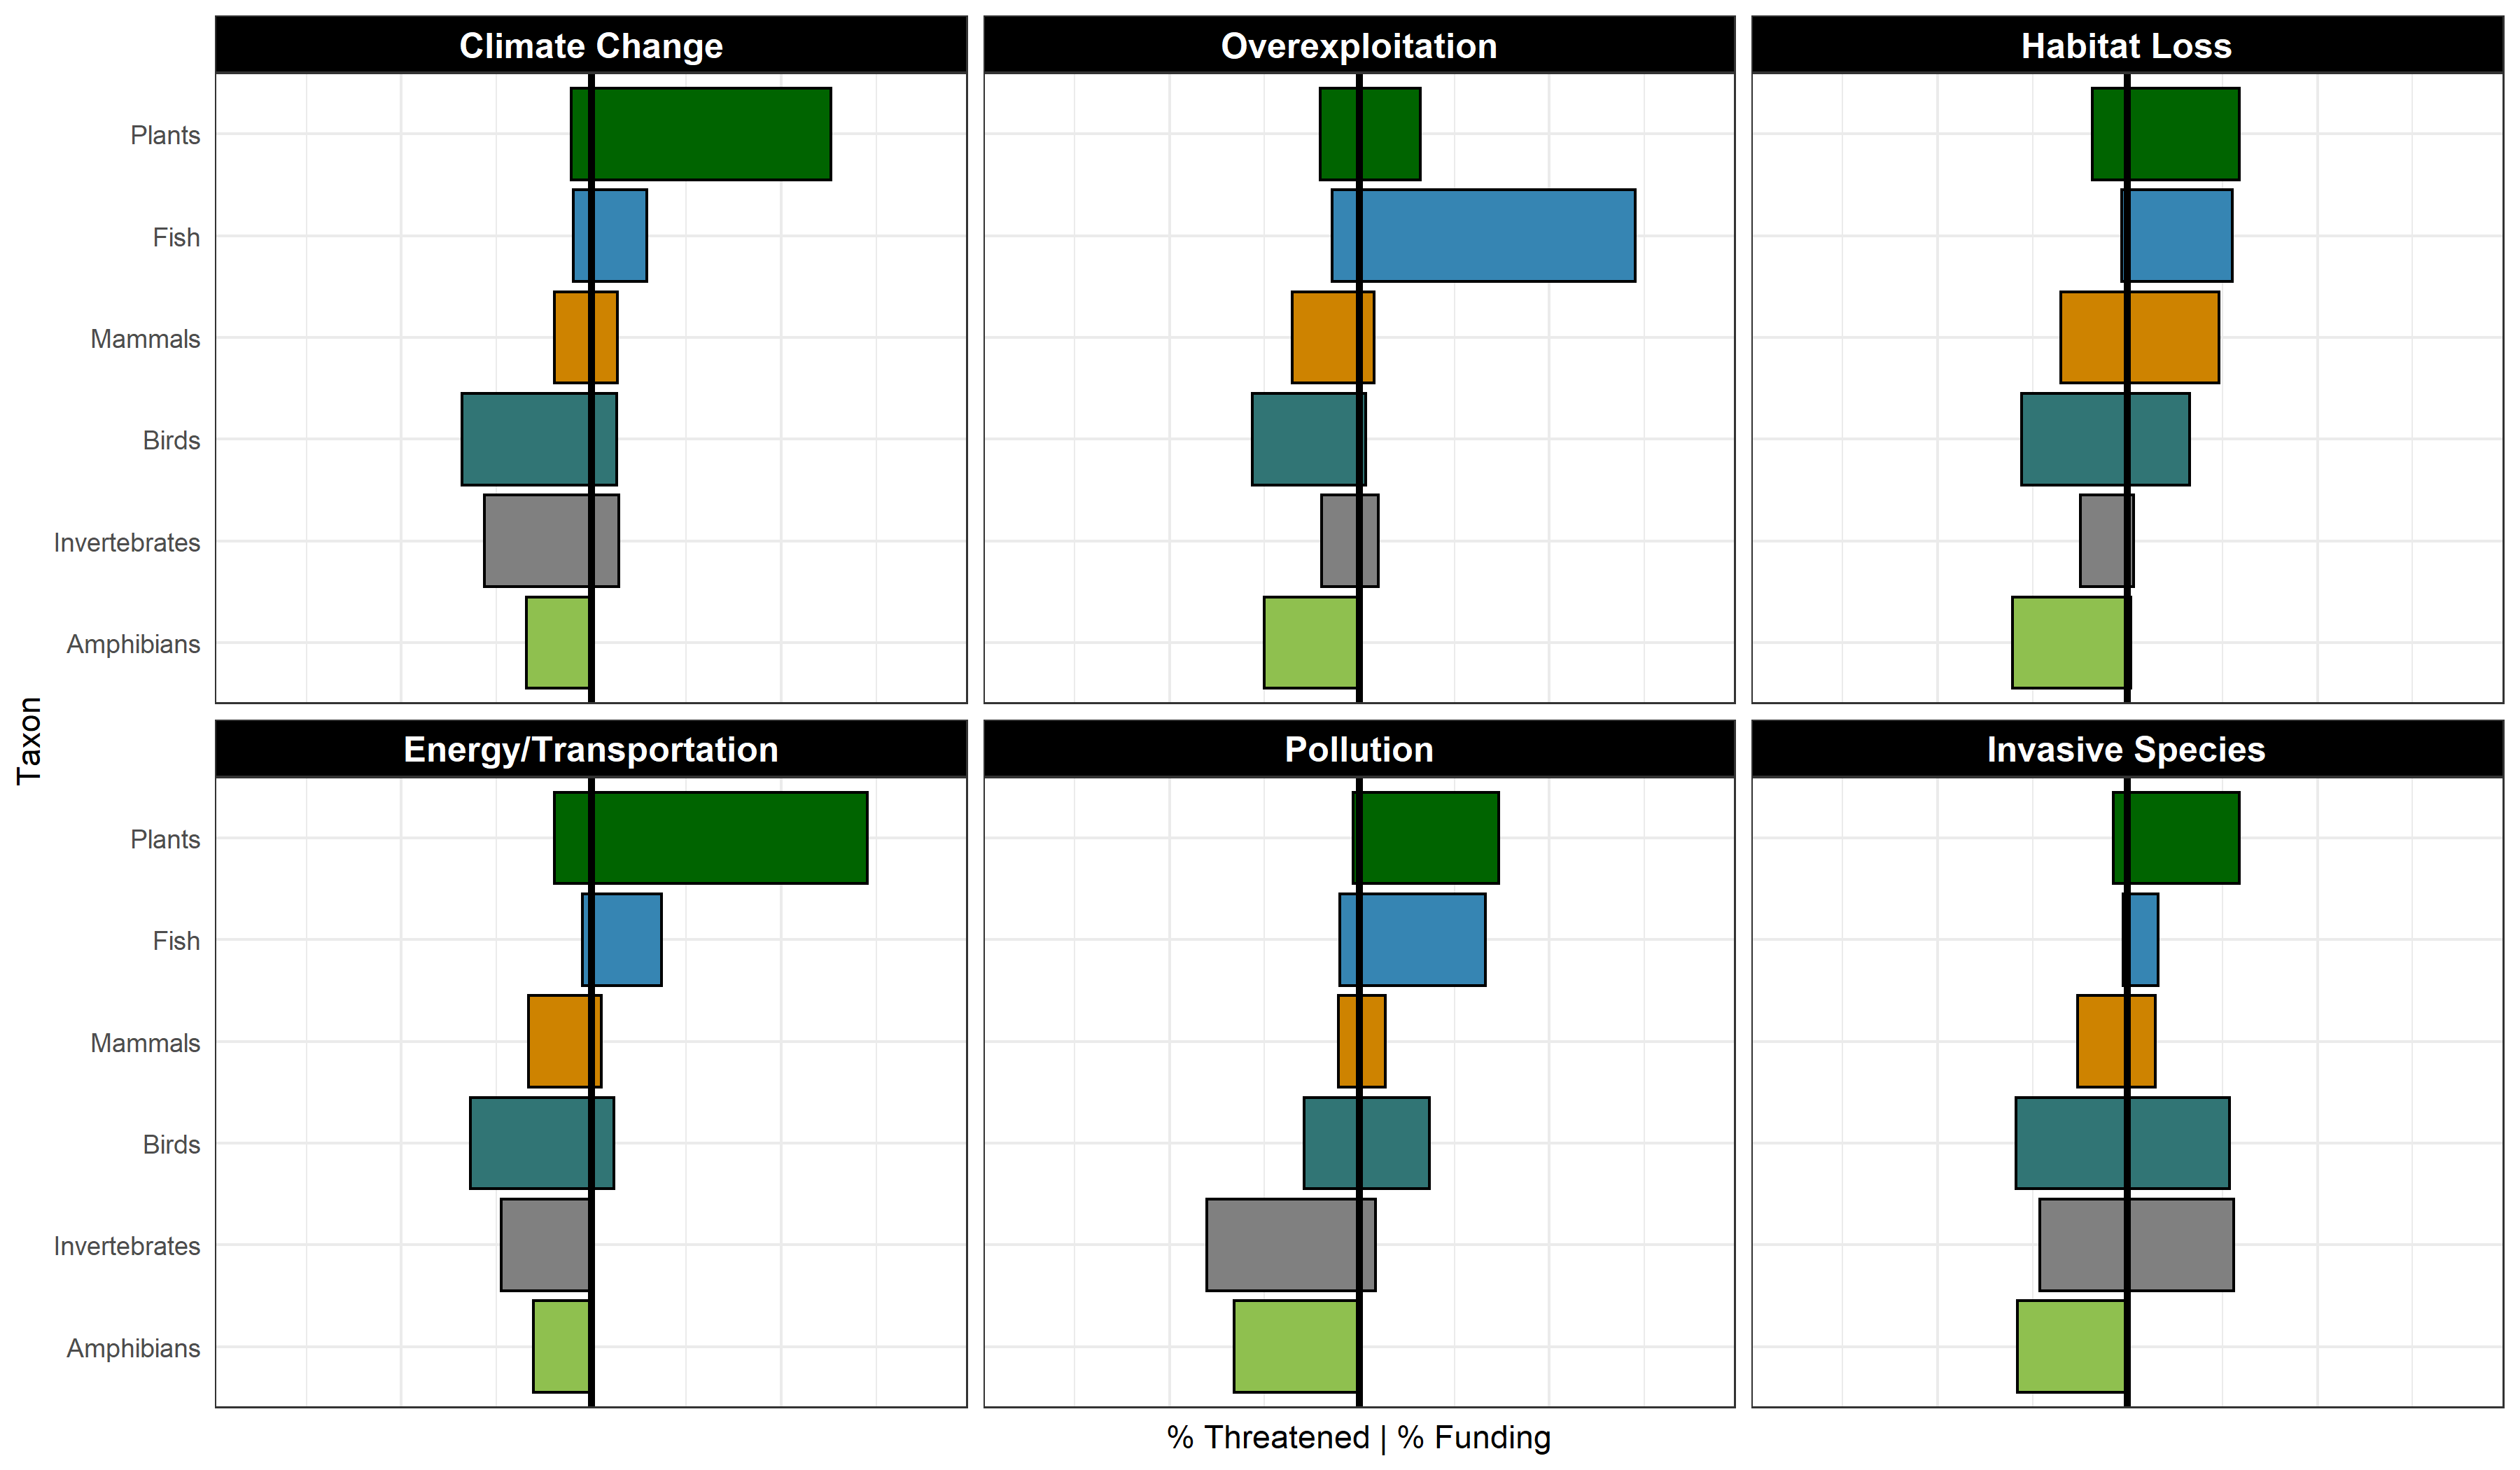 Climate Change
Overexploitation
Habitat Loss
Plants
Fish
Mammals
Birds
Invertebrates
Amphibians
Taxon
Energy/Transportation
Pollution
Invasive Species
Plants
Fish
Mammals
Birds
Invertebrates
Amphibians
% Threatened | % Funding